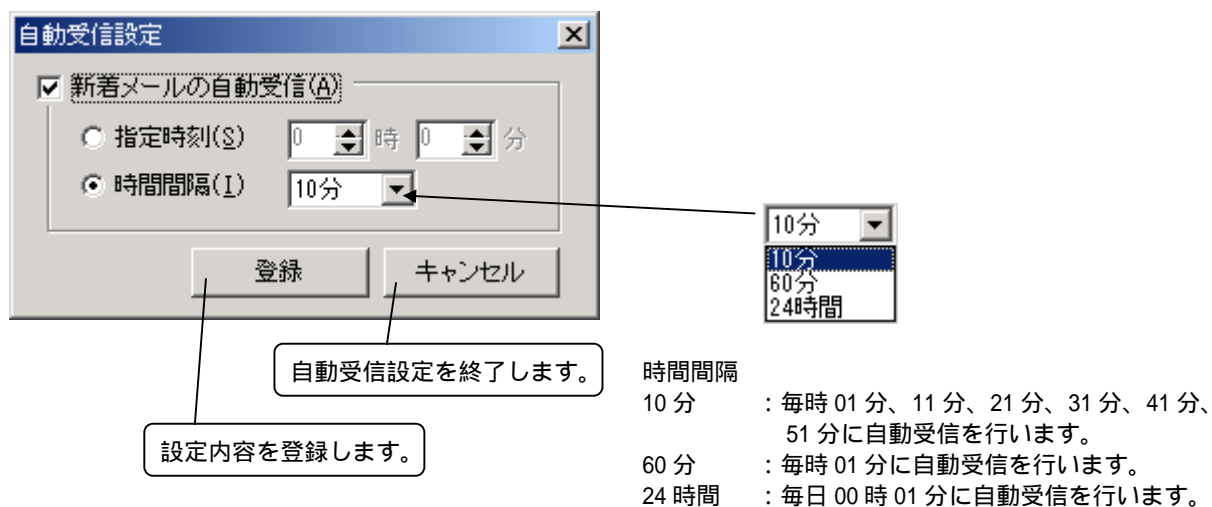 自動受信設定
新着メールの自動受信(A)
指定時刻(S) 0 時 0 分
時間間隔(I) 10分
登録 キャンセル
10分
10分
60分
24時間
自動受信設定を終了します。
設定内容を登録します。
時間間隔
10 分 :毎時 01 分、11 分、21 分、31 分、41 分、
51 分に自動受信を行います。
60 分 :毎時 01 分に自動受信を行います。
24 時間 :毎日 00 時 01 分に自動受信を行います。